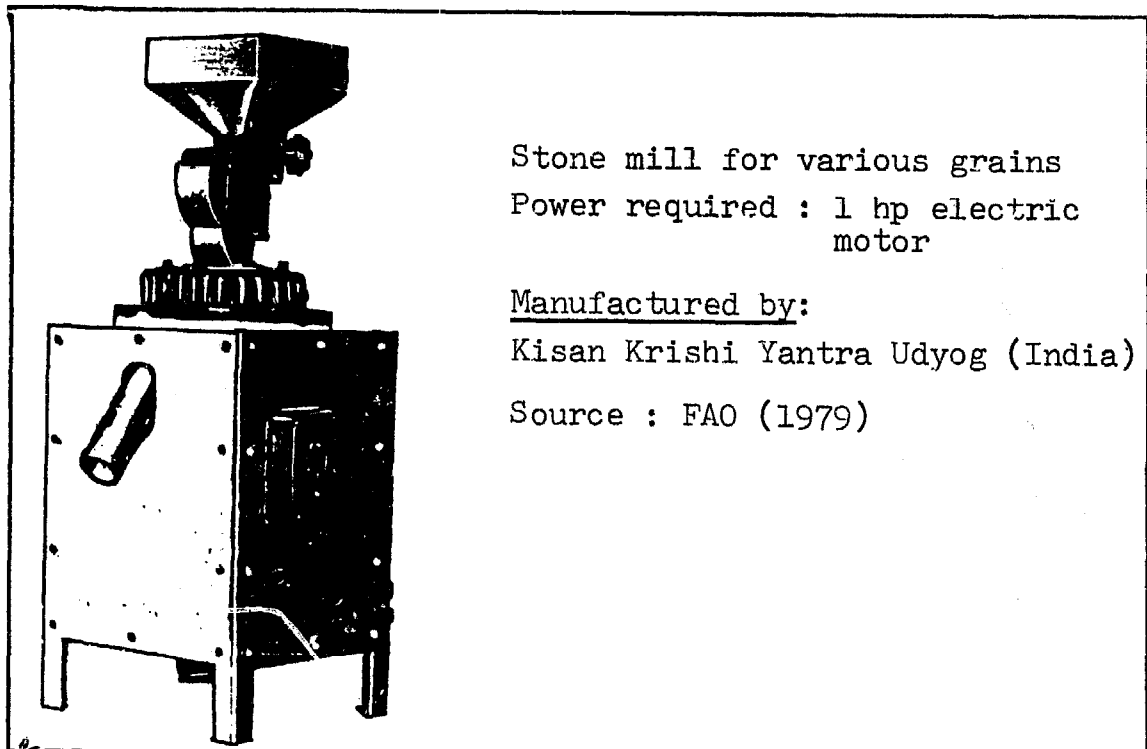 Stone mill for various grains
Power required : 1 hp electric
motor
Manufactured by:
Kisan Krishi Yantra Udyog (India)
Source : FAO (1979)